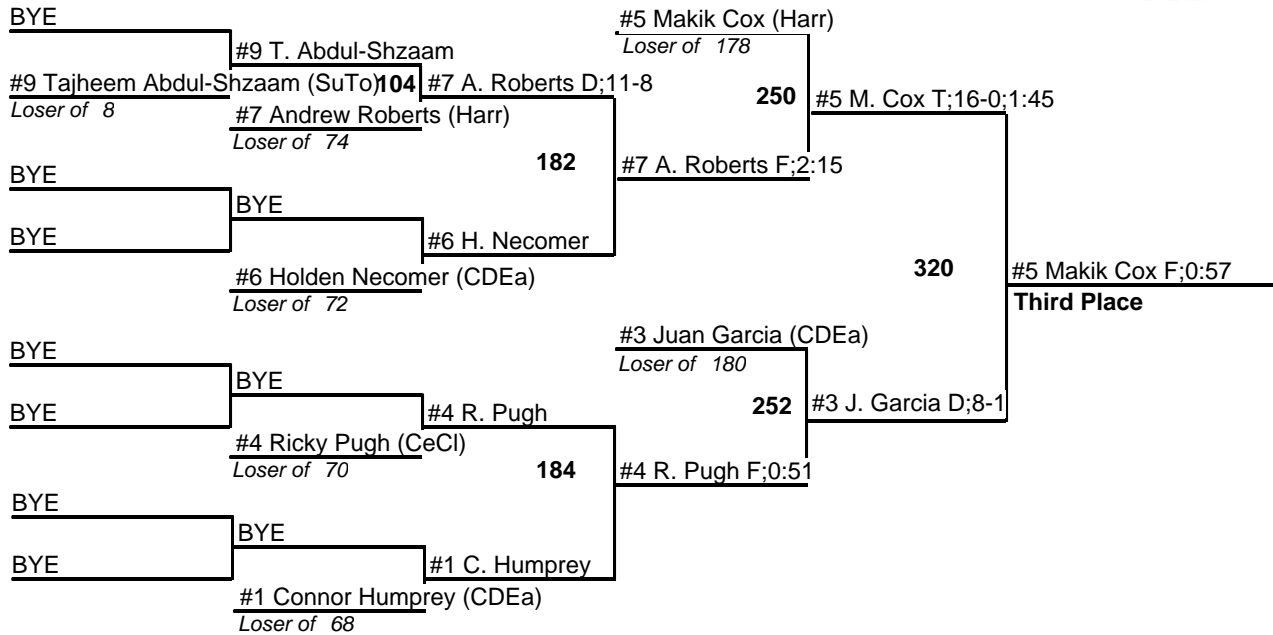 BYE
#5 Makik Cox (Harr)
Loser of 178
#9 T. Abdul-Shzaam
#9 Tajheem Abdul-Shzaam (SuTo) 104 #7 A. Roberts D;11-8
Loser of 8
250
#5 M. Cox T;16-0;1:45
#7 Andrew Roberts (Harr)
Loser of 74
182
#7 A. Roberts F;2:15
BYE
BYE
BYE
#6 H. Necomer
#6 Holden Necomer (CDEa)
Loser of 72
320
#5 Makik Cox F;0:57
Third Place
#3 Juan Garcia (CDEa)
Loser of 180
BYE
BYE
BYE
#4 R. Pugh
252
#3 J. Garcia D;8-1
#4 Ricky Pugh (CeCl)
Loser of 70
184
#4 R. Pugh F;0:51
BYE
BYE
BYE
#1 C. Humprey
#1 Connor Humprey (CDEa)
Loser of 68